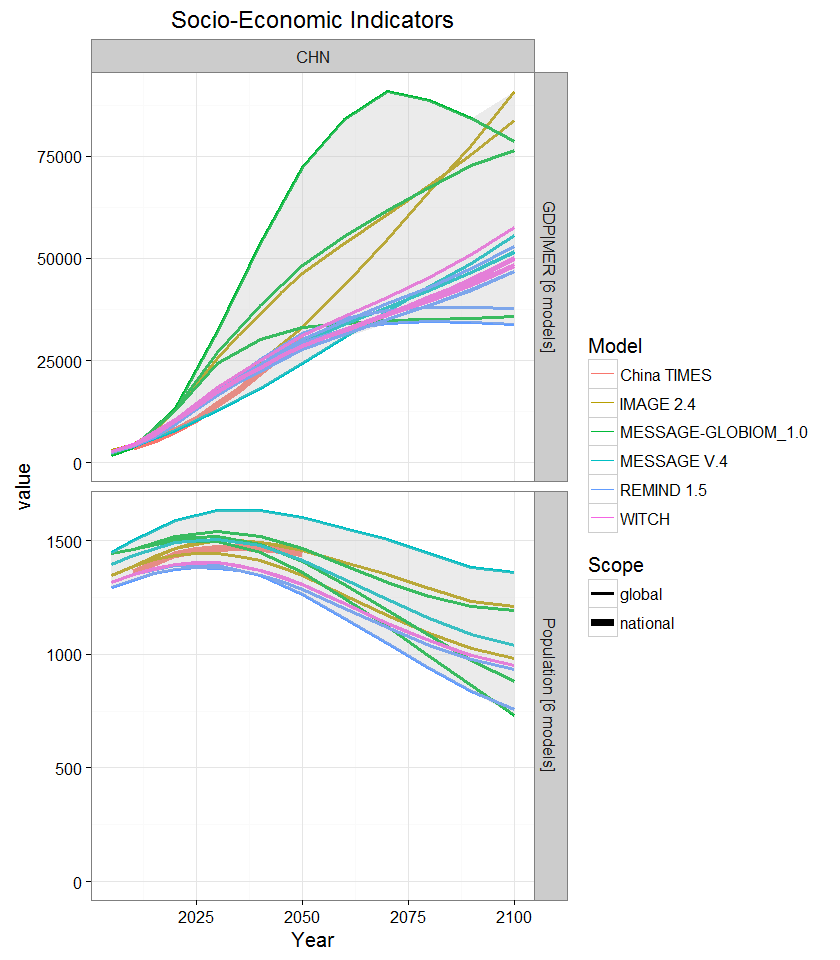 Socio-Economic Indicators
CHN
75000
50000
25000
0
GDP|MER [6 models]
1500
1000
500
0
Population [6 models]
value
2025
2050
2075
2100
Year
Model
China TIMES
IMAGE 2.4
MESSAGE-GLOBIOM_1.0
MESSAGE V.4
REMIND 1.5
WITCH
Scope
global
national